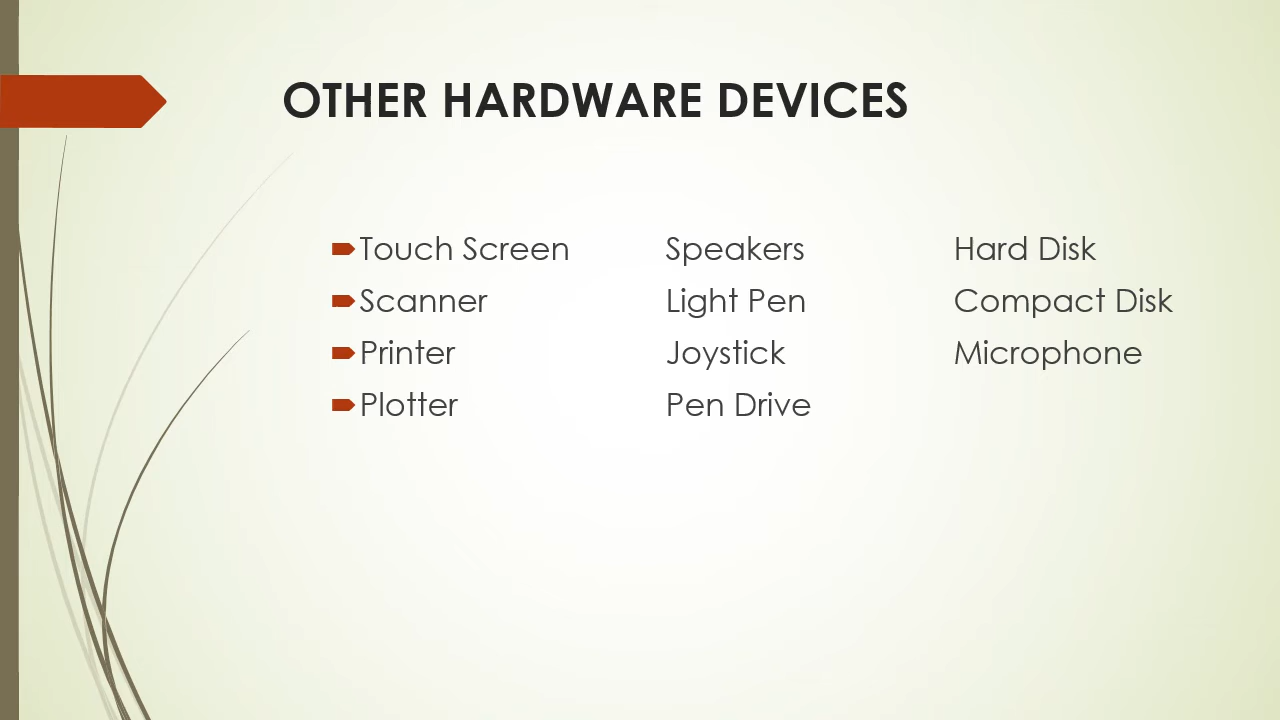 OTHER HARDWARE DEVICES
Touch Screen Speakers Hard Disk
Scanner Light Pen Compact Disk
Printer Joystick Microphone
Plotter Pen Drive